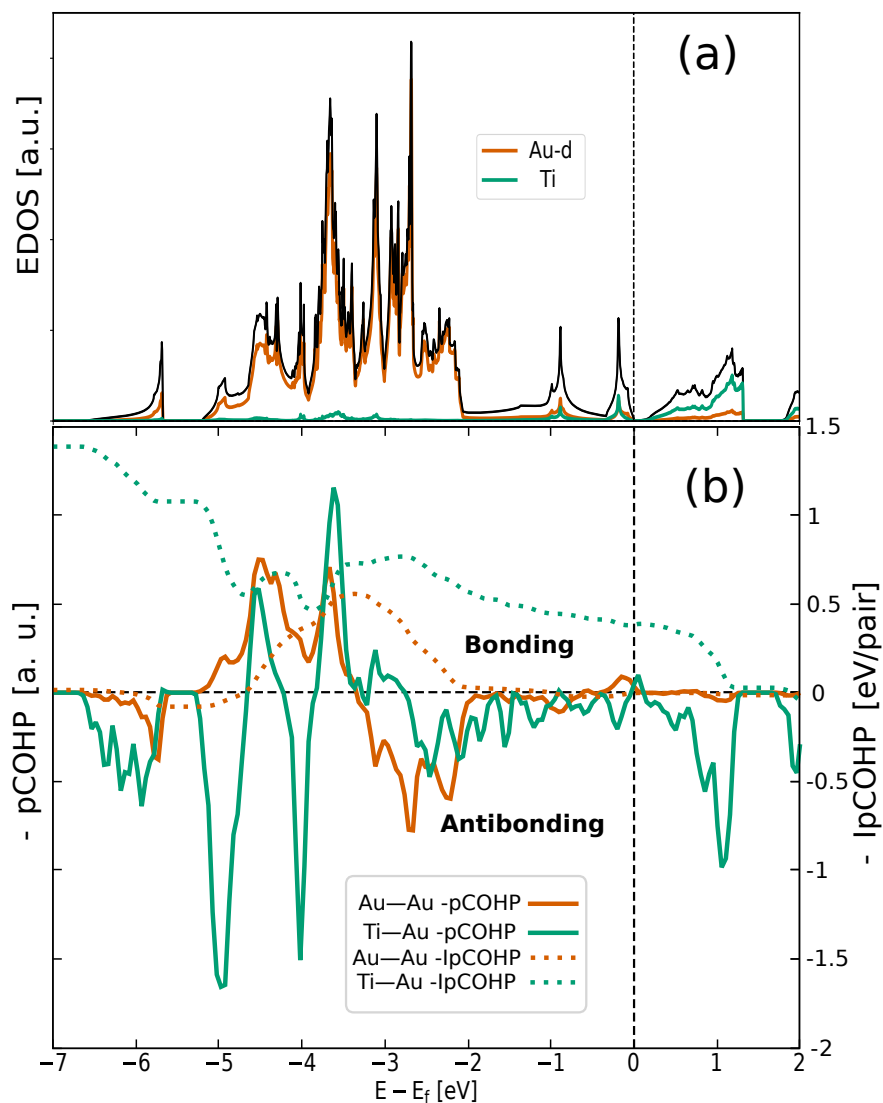 (a)
EDOS [a.u.]
Au-d
Ti
(b)
- pCOHP [a. u.]
- IpCOHP [eV/pair]
1.5
1
0.5
0
-0.5
-1
-1.5
-2
Bonding
Antibonding
Au—Au -pCOHP
Ti—Au -pCOHP
Au—Au -IpCOHP
Ti—Au -IpCOHP
−7 −6 −5 −4 −3 −2 −1 0 1 2
E − Ef [eV]